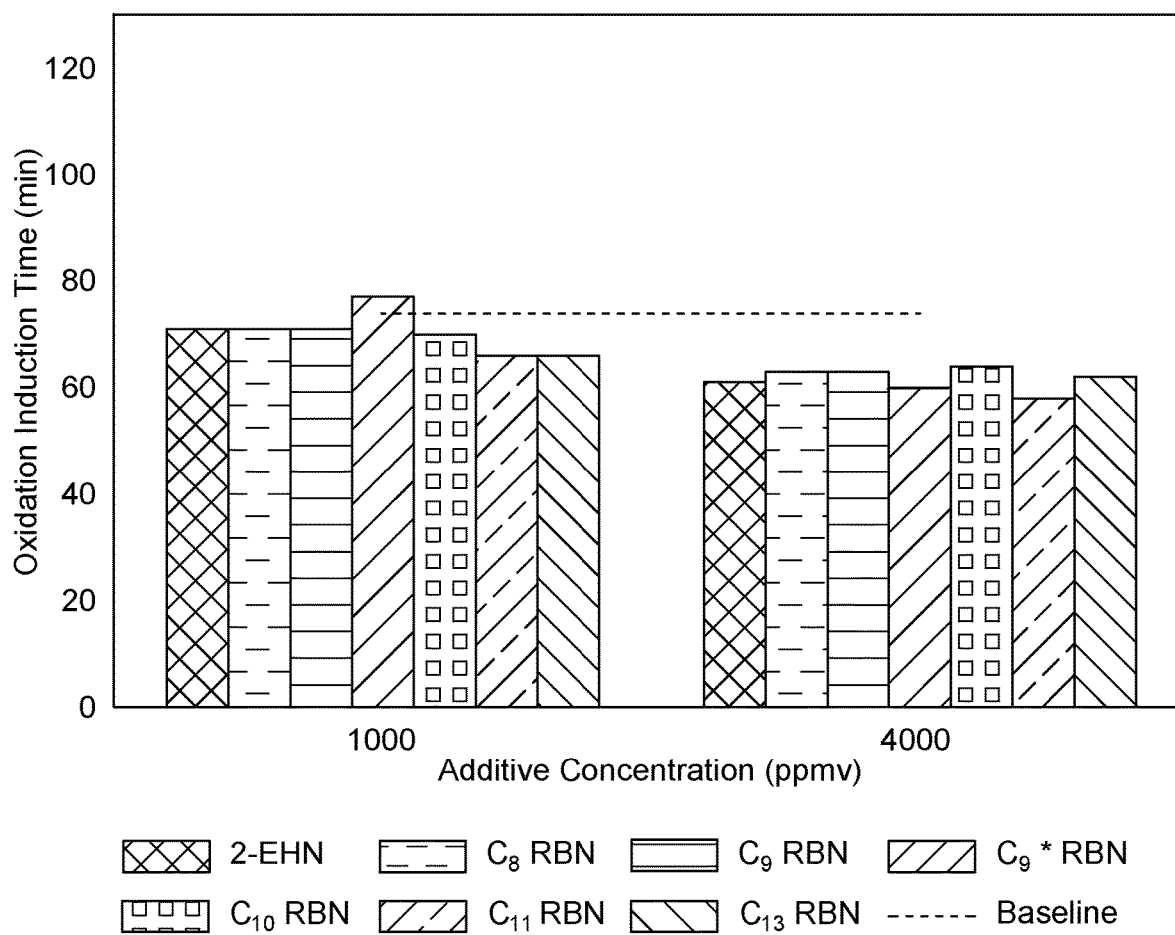 Oxidation Induction Time (min)
120
100
80
60
40
20
0
1000
4000
Additive Concentration (ppmv)
2-EHN
C₈ RBN
C₉ RBN
C₉ * RBN
C₁₀ RBN
C₁₁ RBN
C₁₃ RBN
Baseline